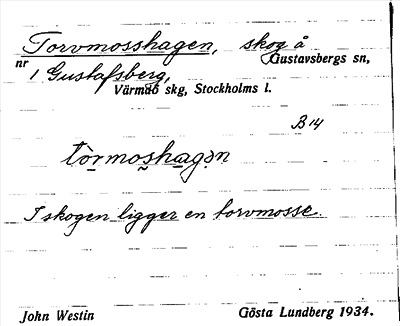 Torvmosshagen, skog å
nr 1 Gustafsberg, Gustavsbergs sn,
Värmdö skg, Stockholms l.
B 14
tòrmoshagən
I skogen ligger en torvmosse.
John Westin Gösta Lundberg 1934.